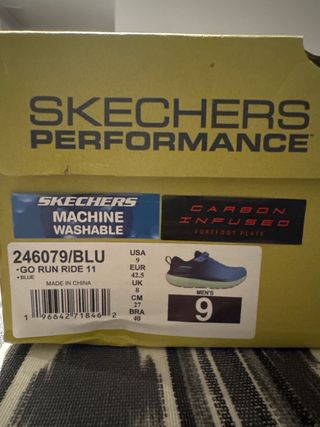 SKECHERS
PERFORMANCE™
SKECHERS
MACHINE
WASHABLE
CARBON
INFUSED
FOREFOOT PLATE
246079/BLU
•GO RUN RIDE 11
•BLUE
MADE IN CHINA
1 96642 71846 2
USA
9
EUR
42.5
UK
8
CM
27
BRA
40
MEN'S
9